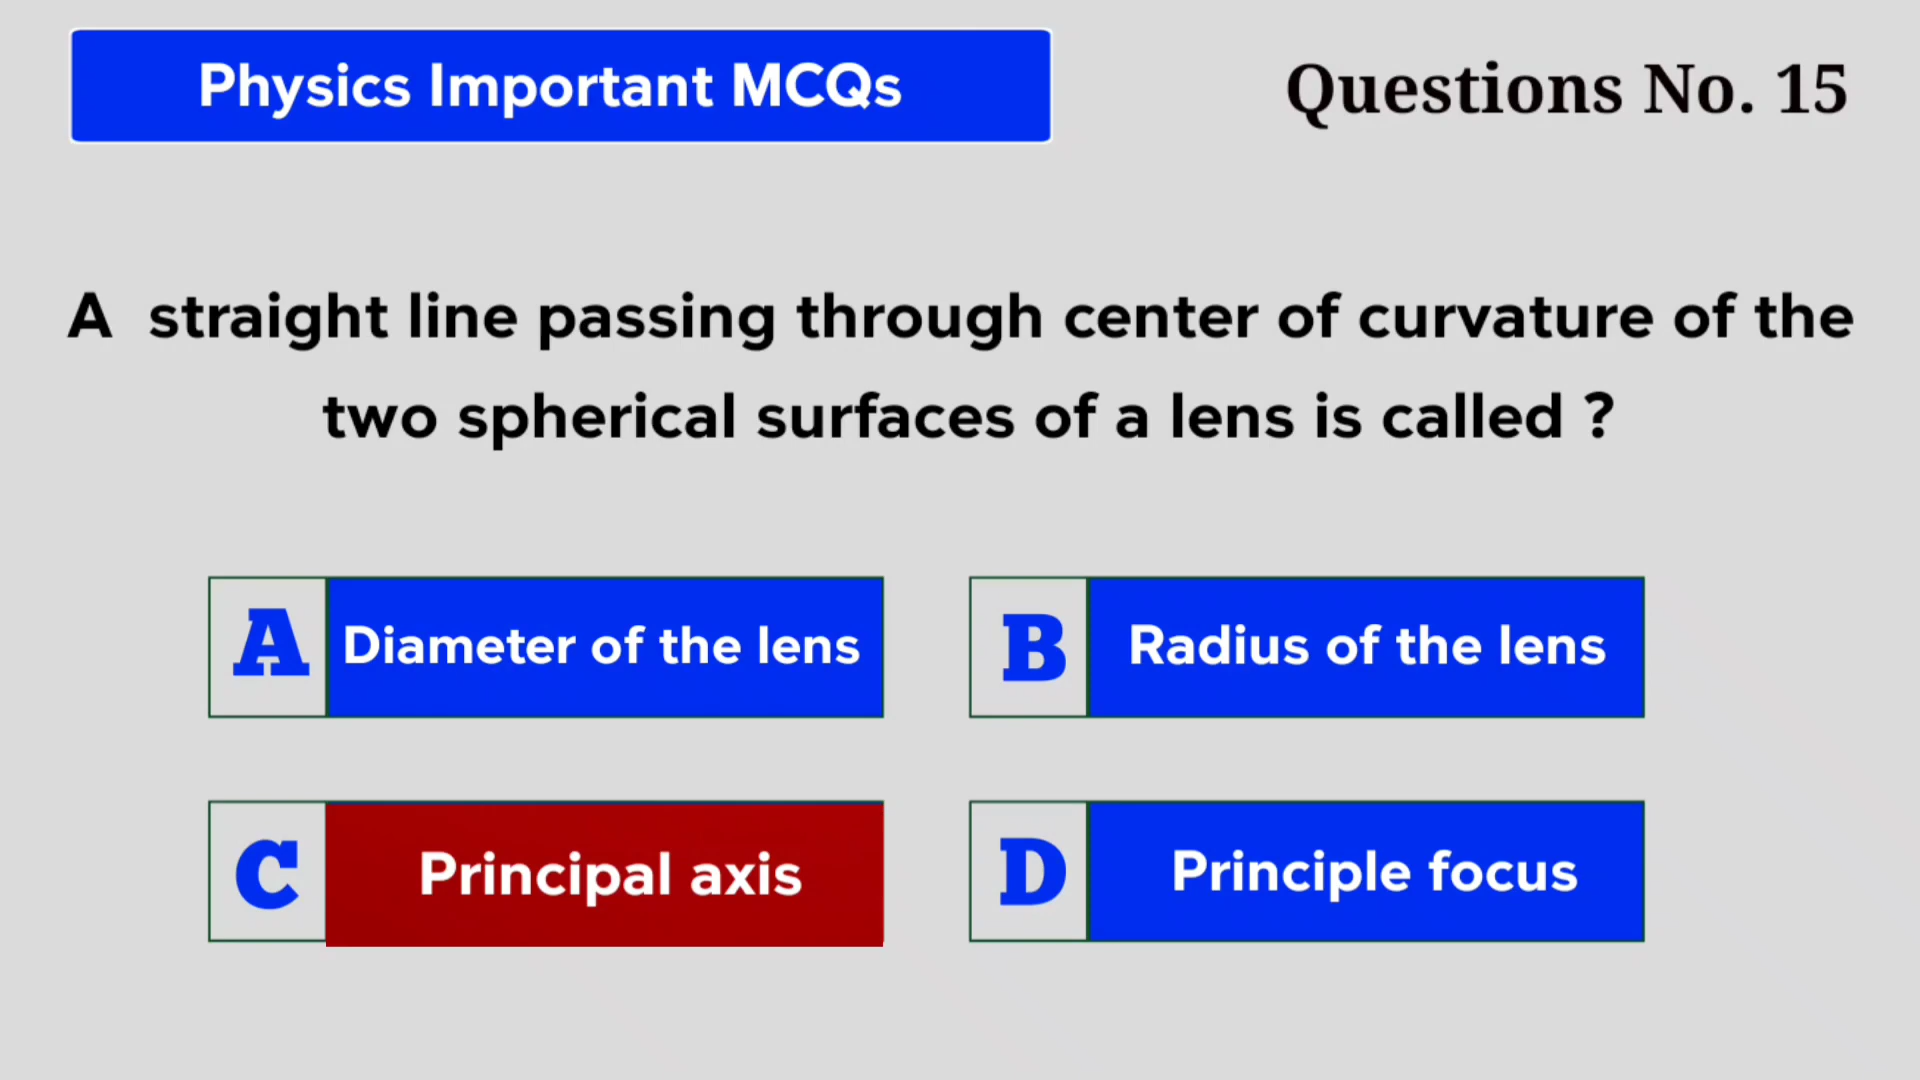 Physics Important MCQs
Questions No. 15
A straight line passing through center of curvature of the
two spherical surfaces of a lens is called ?
A Diameter of the lens
B Radius of the lens
C Principal axis
D Principle focus